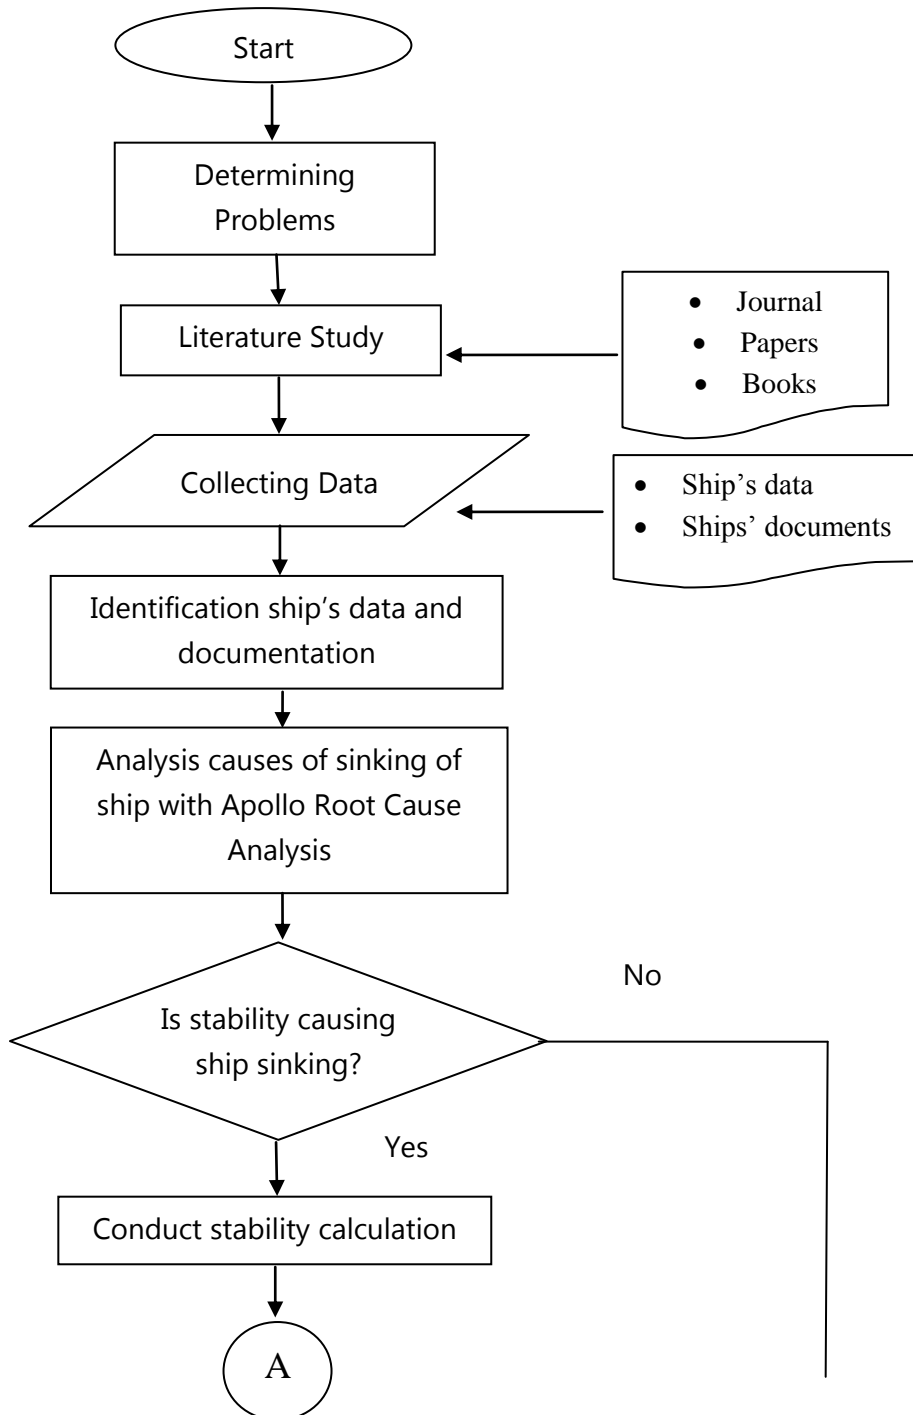 Start
Determining
Problems
Literature Study
• Journal
• Papers
• Books
Collecting Data
• Ship's data
• Ships' documents
Identification ship's data and
documentation
Analysis causes of sinking of
ship with Apollo Root Cause
Analysis
No
Is stability causing
ship sinking?
Yes
Conduct stability calculation
A